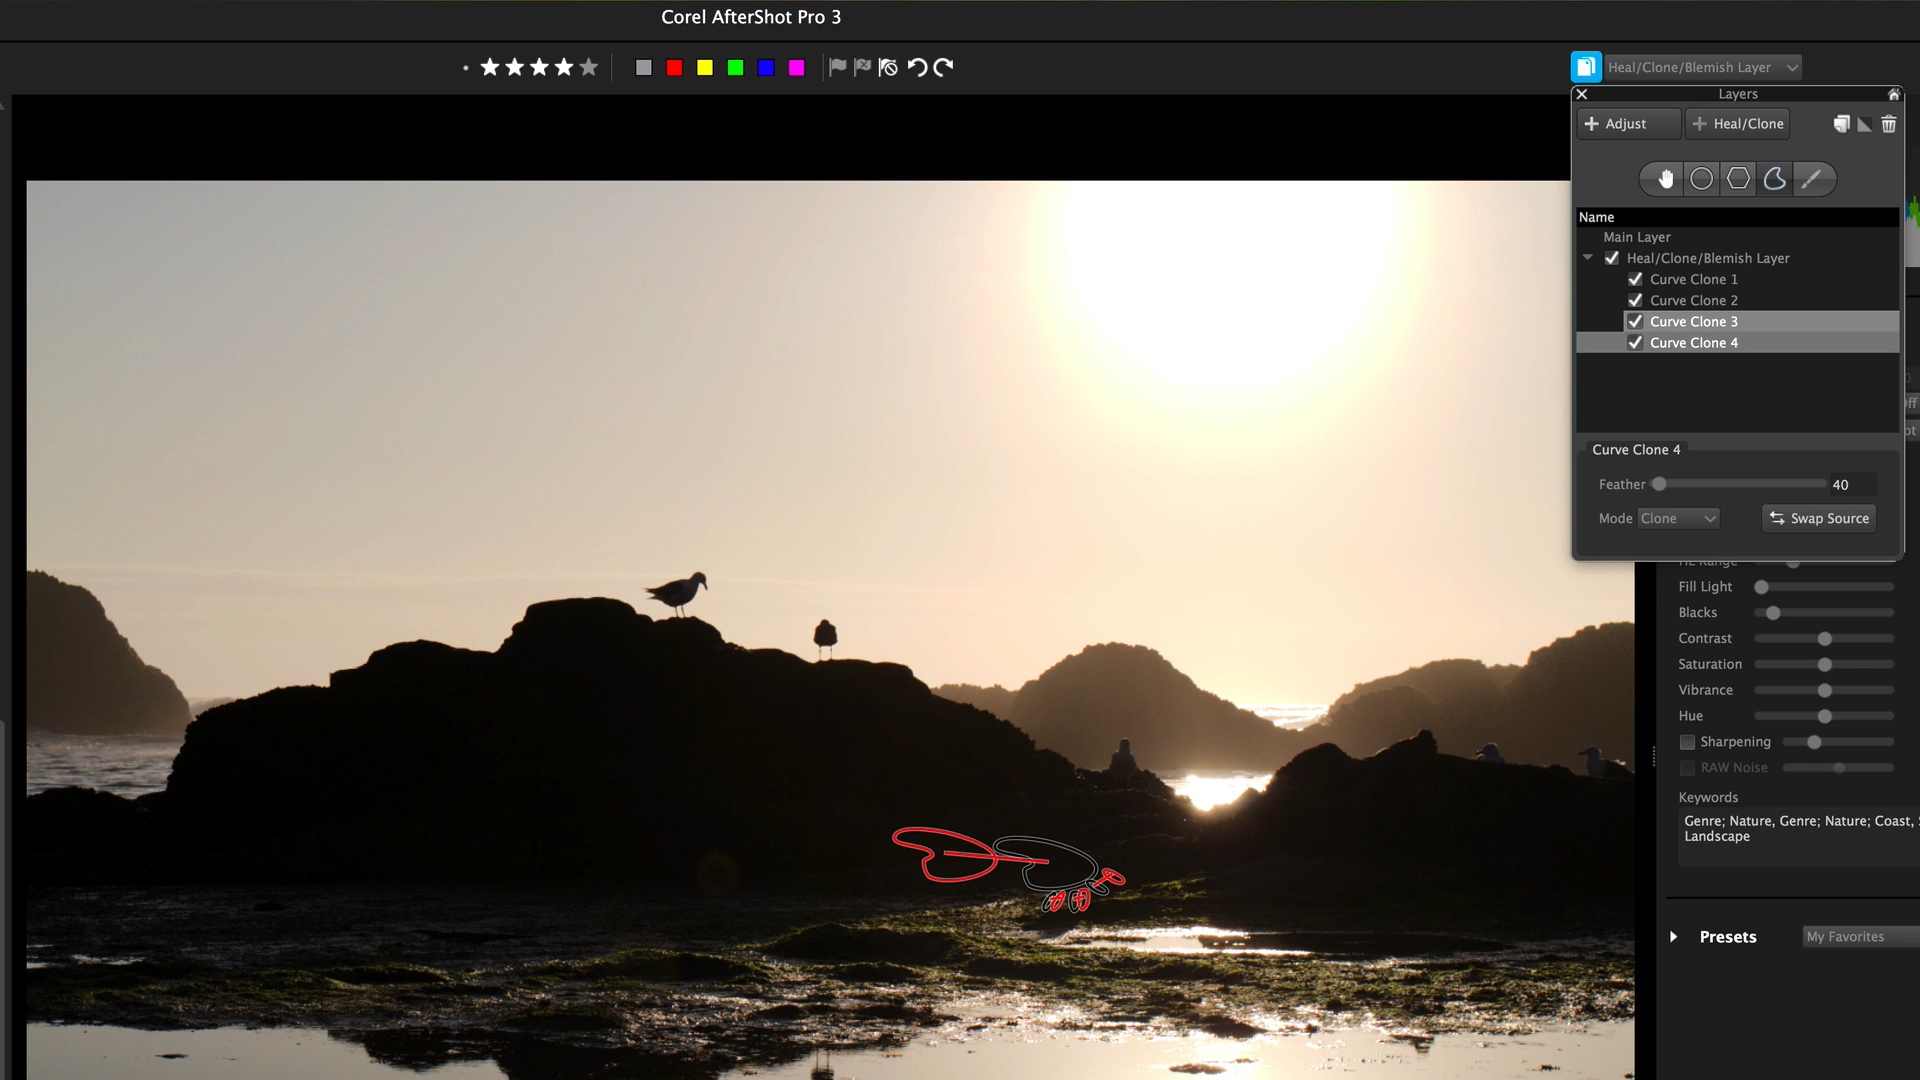 Corel AfterShot Pro 3
Heal/Clone/Blemish Layer
Layers
Adjust
Heal/Clone
Name
Main Layer
Heal/Clone/Blemish Layer
Curve Clone 1
Curve Clone 2
Curve Clone 3
Curve Clone 4
Curve Clone 4
Feather 40
Mode Clone Swap Source
Fill Light
Blacks
Contrast
Saturation
Vibrance
Hue
Sharpening
RAW Noise
Keywords
Genre; Nature, Genre; Nature; Coast,
Landscape
Presets My Favorites